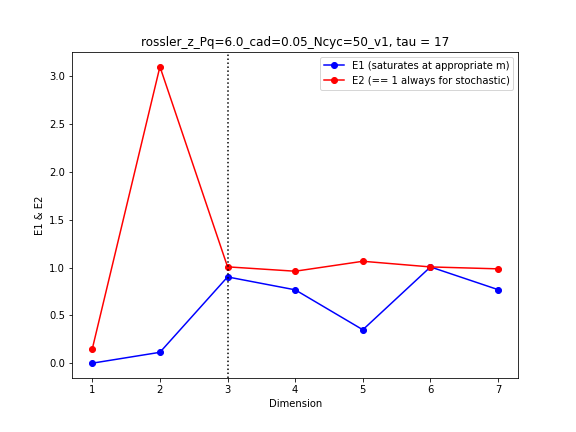 rossler_z_Pq=6.0_cad=0.05_Ncyc=50_v1, tau = 17
E1 (saturates at appropriate m)
E2 (== 1 always for stochastic)
3.0
2.5
2.0
1.5
1.0
0.5
0.0
E1 & E2
1 2 3 4 5 6 7
Dimension